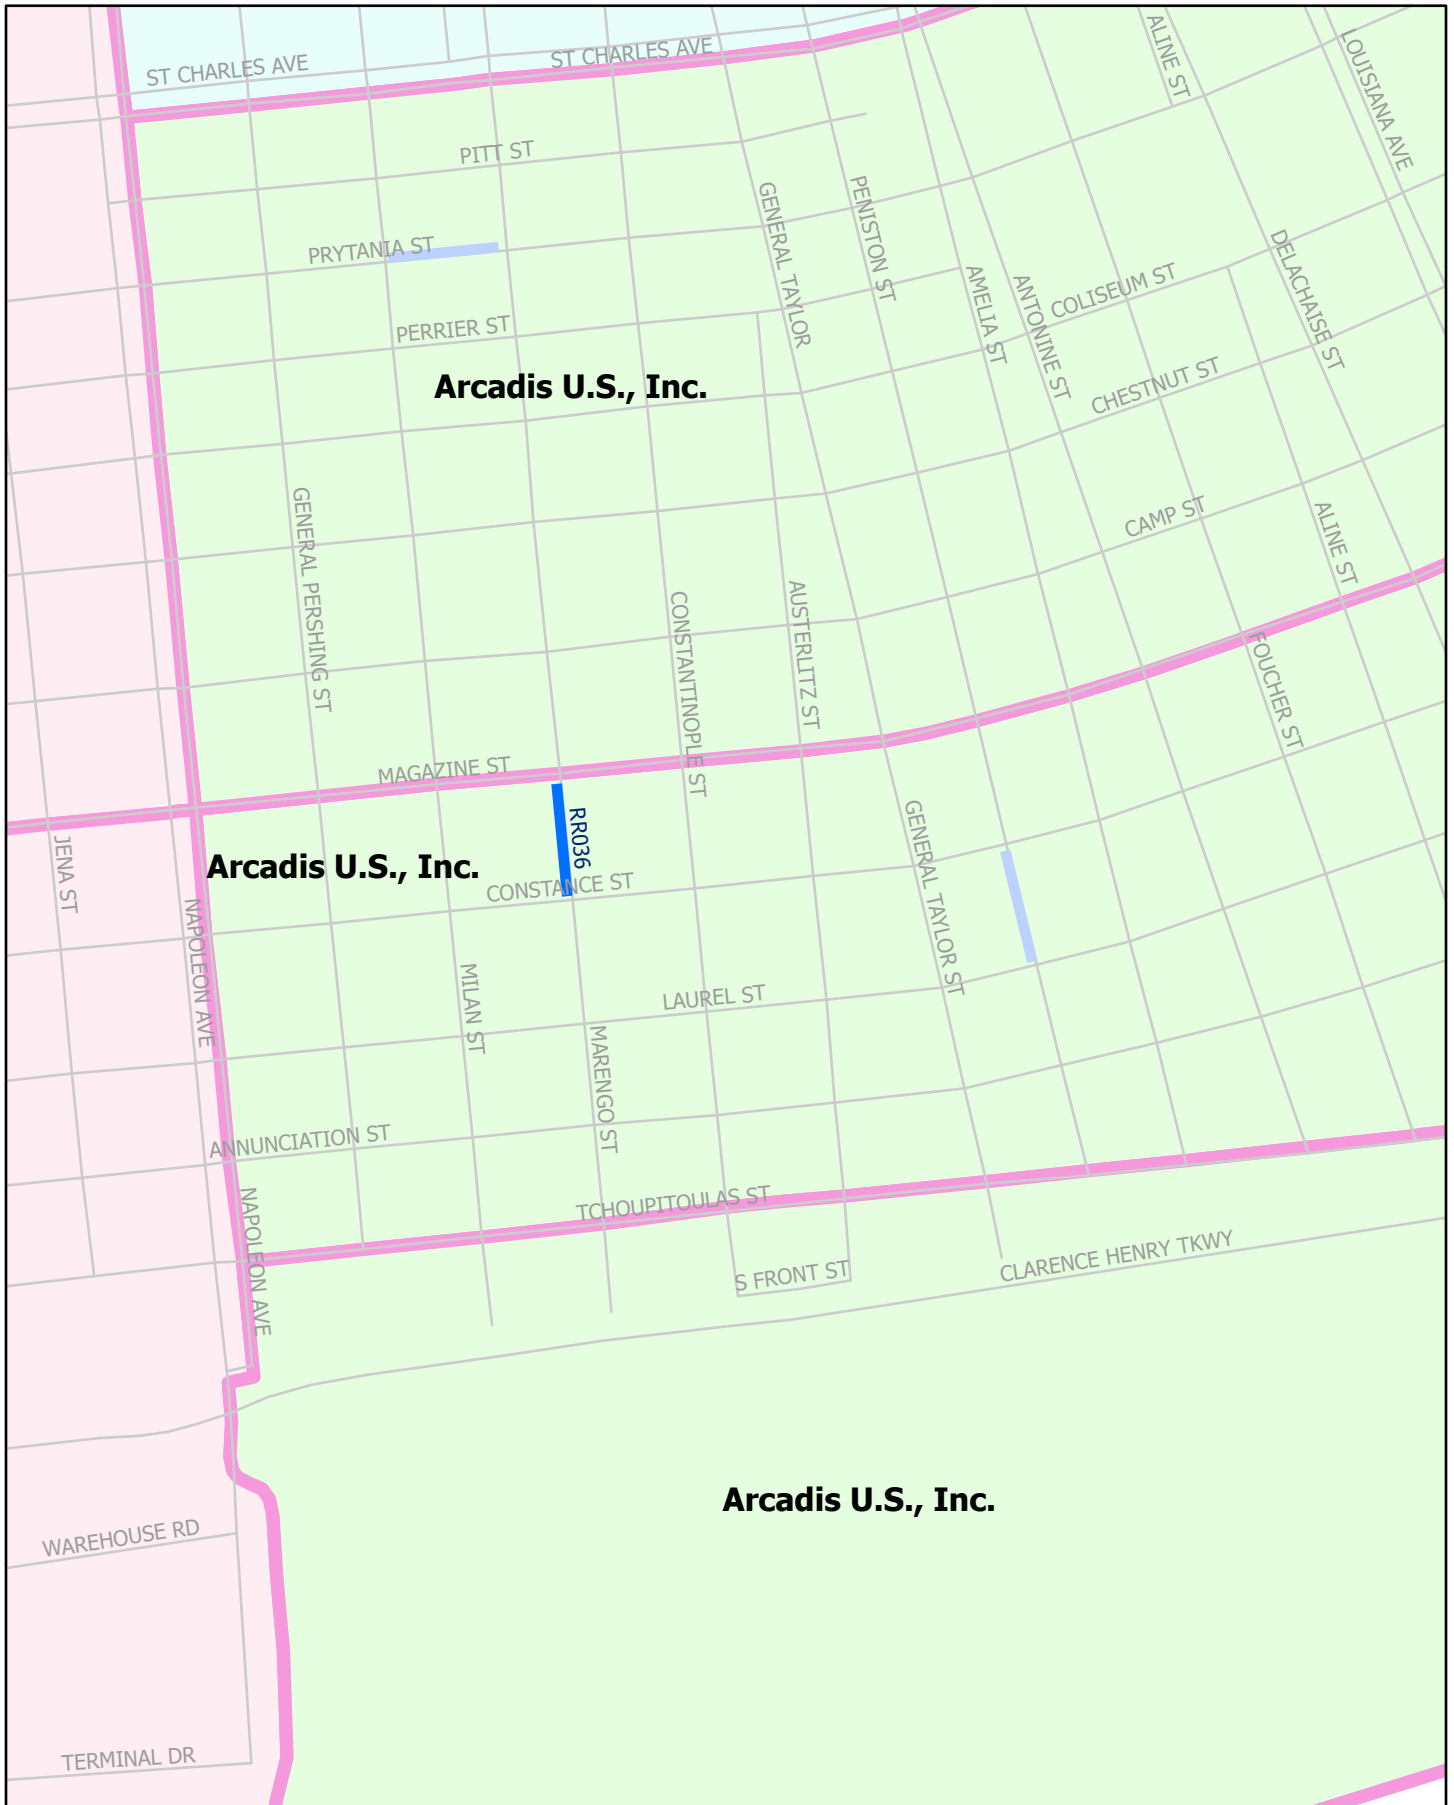 ST CHARLES AVE
ST CHARLES AVE
ALINE ST
LOUISIANA AVE
PITT ST
GENERAL TAYLOR
PENISTON ST
PRYTANIA ST
AMELIA ST
ANTONINE ST
COLISEUM ST
DELACHAISE ST
PERRIER ST
Arcadis U.S., Inc.
CHESTNUT ST
GENERAL PERSHING ST
CAMP ST
ALINE ST
CONSTANTINOPLE ST
AUSTERLITZ ST
FOUCHER ST
MAGAZINE ST
RR036
JENA ST
Arcadis U.S., Inc.
CONSTANCE ST
GENERAL TAYLOR ST
NAPOLEON AVE
MILAN ST
LAUREL ST
MARENGO ST
ANNUNCIATION ST
NAPOLEON AVE
TCHOUPITOULAS ST
S FRONT ST
CLARENCE HENRY TKWY
Arcadis U.S., Inc.
WAREHOUSE RD
TERMINAL DR